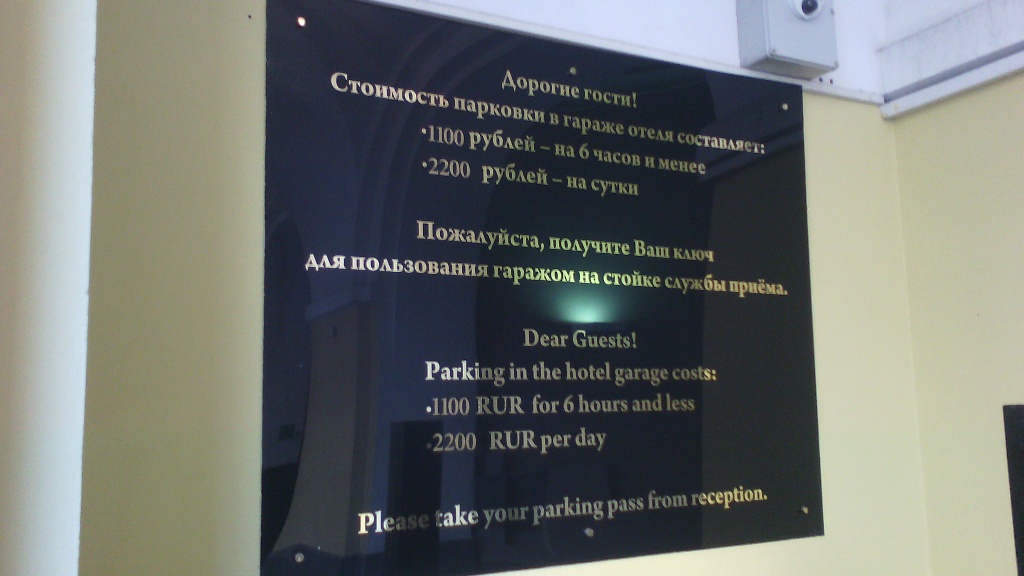 Дорогие гости!
Стоимость парковки в гараже отеля составляет:
•1100 рублей – на 6 часов и менее
•2200 рублей – на сутки
Пожалуйста, получите Ваш ключ
для пользования гаражом на стойке службы приёма.
Dear Guests!
Parking in the hotel garage costs:
•1100 RUR for 6 hours and less
•2200 RUR per day
Please take your parking pass from reception.